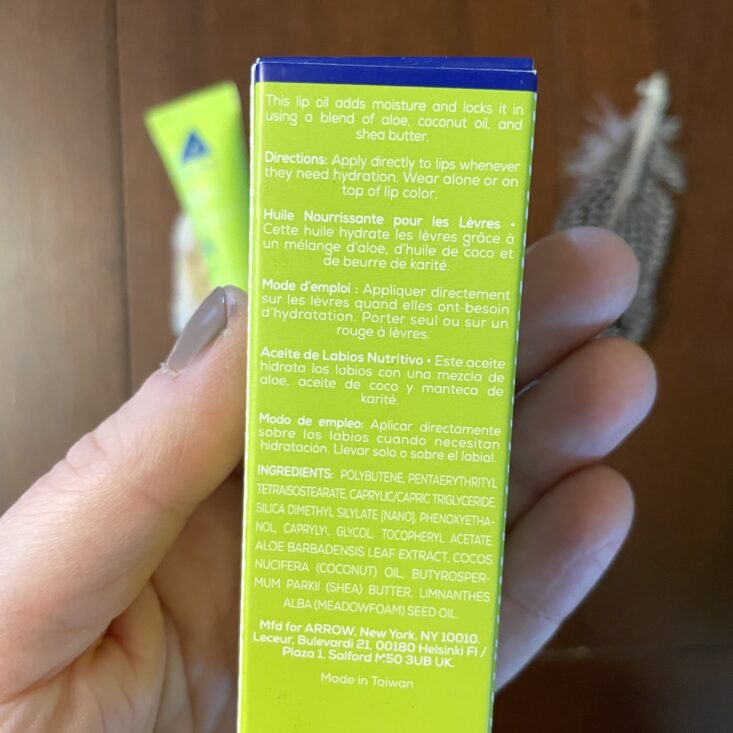 This lip oil adds moisture and locks it in
using a blend of aloe, coconut oil, and
shea butter.
Directions: Apply directly to lips whenever
they need hydration. Wear alone or on
top of lip color.
Huile Nourrissante pour les Lèvres •
Cette huile hydrate les lèvres grâce à
un mélange d'aloe, d'huile de coco et
de beurre de karité.
Mode d'emploi : Appliquer directement
sur les lèvres quand elles ont besoin
d'hydratation. Porter seul ou sur un
rouge à lèvres.
Aceite de Labios Nutritivo • Este aceite
hidrata los labios con una mezcla de
aloe, aceite de coco y manteca de
karité.
Modo de empleo: Aplicar directamente
sobre los labios cuando necesitan
hidratación. Llevar solo o sobre el labial.
INGREDIENTS: POLYBUTENE, PENTAERYTHRITYL
TETRAISOSTEARATE, CAPRYLIC/CAPRIC TRIGLYCERIDE,
SILICA DIMETHYL SILYLATE [NANO], PHENOXYETHA-
NOL, CAPRYLYL GLYCOL, TOCOPHERYL ACETATE,
ALOE BARBADENSIS LEAF EXTRACT, COCOS
NUCIFERA (COCONUT) OIL, BUTYROSPER-
MUM PARKII (SHEA) BUTTER, LIMNANTHES
ALBA (MEADOWFOAM) SEED OIL.
Mfd for ARROW, New York, NY 10010.
Leceur, Bulevardi 21, 00180 Helsinki FI /
Plaza 1, Salford M50 3UB UK.
Made in Taiwan